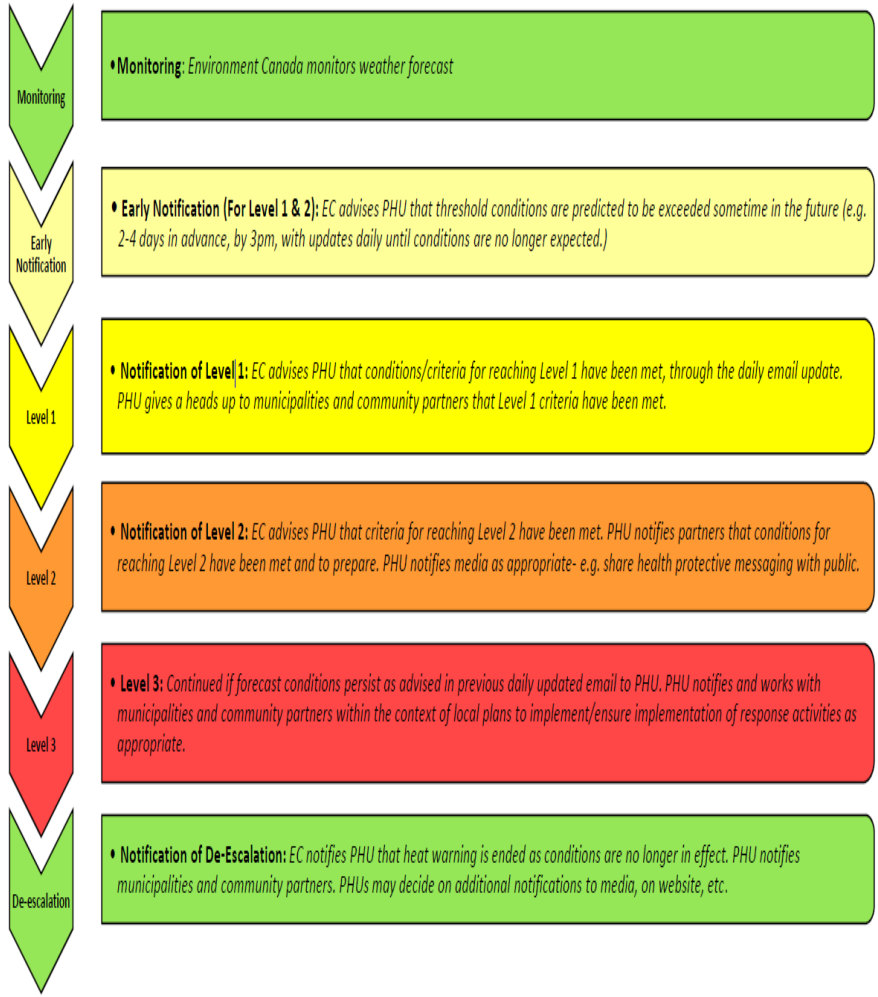 Monitoring
•Monitoring: Environment Canada monitors weather forecast
Early
Notification
• Early Notification (For Level 1 & 2): EC advises PHU that threshold conditions are predicted to be exceeded sometime in the future (e.g.
2-4 days in advance, by 3pm, with updates daily until conditions are no longer expected.)
Level 1
• Notification of Level 1: EC advises PHU that conditions/criteria for reaching Level 1 have been met, through the daily email update.
PHU gives a heads up to municipalities and community partners that Level 1 criteria have been met.
Level 2
• Notification of Level 2: EC advises PHU that criteria for reaching Level 2 have been met. PHU notifies partners that conditions for
reaching Level 2 have been met and to prepare. PHU notifies media as appropriate- e.g. share health protective messaging with public.
Level 3
• Level 3: Continued if forecast conditions persist as advised in previous daily updated email to PHU. PHU notifies and works with
municipalities and community partners within the context of local plans to implement/ensure implementation of response activities as
appropriate.
De-escalation
• Notification of De-Escalation: EC notifies PHU that heat warning is ended as conditions are no longer in effect. PHU notifies
municipalities and community partners. PHUs may decide on additional notifications to media, on website, etc.